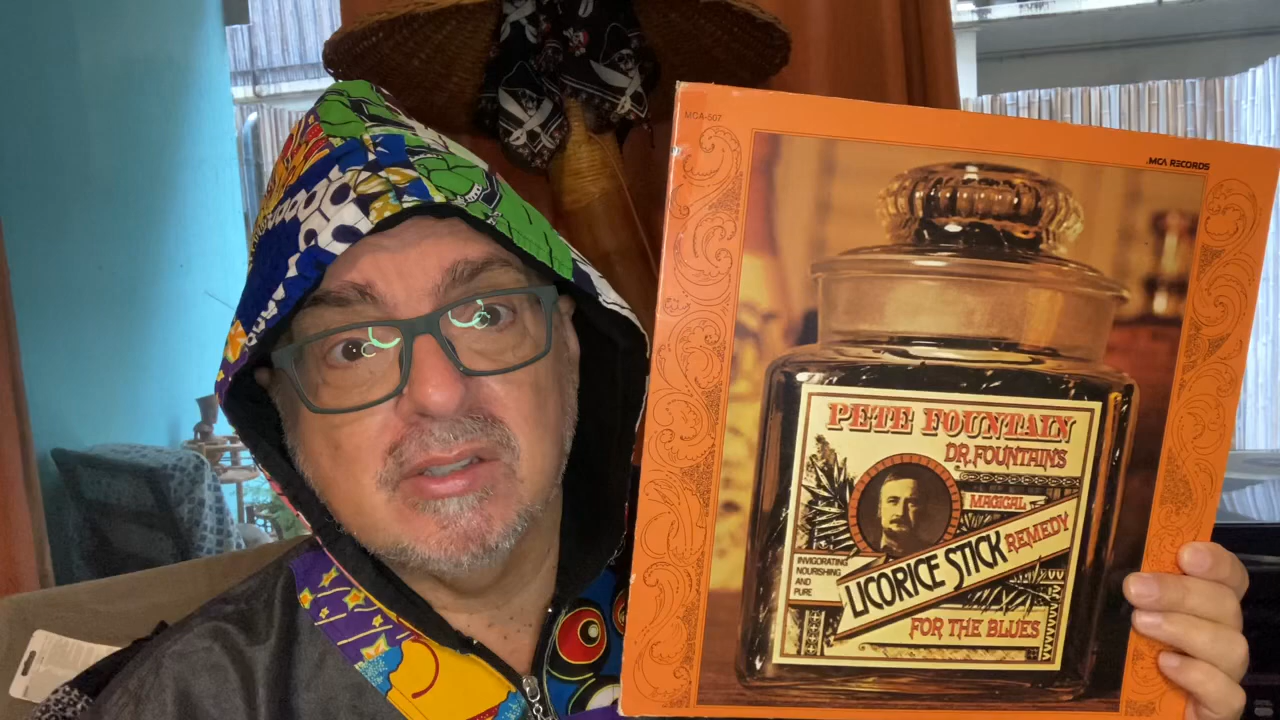 MCA-507
MCA RECORDS
PETE FOUNTAIN
DR. FOUNTAIN'S
MAGICAL
LICORICE STICK REMEDY
INVIGORATING
NOURISHING
AND
PURE
FOR THE BLUES